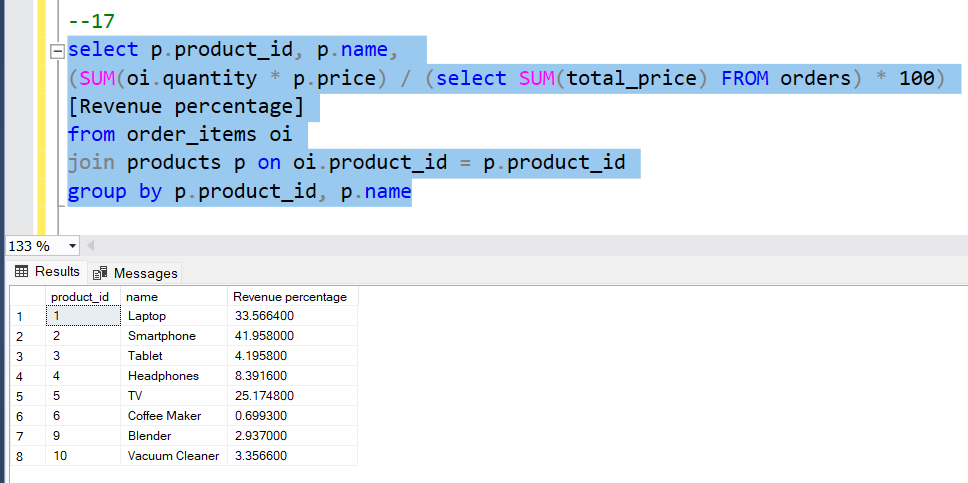 --17
select p.product_id, p.name,
(SUM(oi.quantity * p.price) / (select SUM(total_price) FROM orders) * 100)
[Revenue percentage]
from order_items oi
join products p on oi.product_id = p.product_id
group by p.product_id, p.name
133 %
Results Messages
product_id name Revenue percentage
1 1 Laptop 33.566400
2 2 Smartphone 41.958000
3 3 Tablet 4.195800
4 4 Headphones 8.391600
5 5 TV 25.174800
6 6 Coffee Maker 0.699300
7 9 Blender 2.937000
8 10 Vacuum Cleaner 3.356600